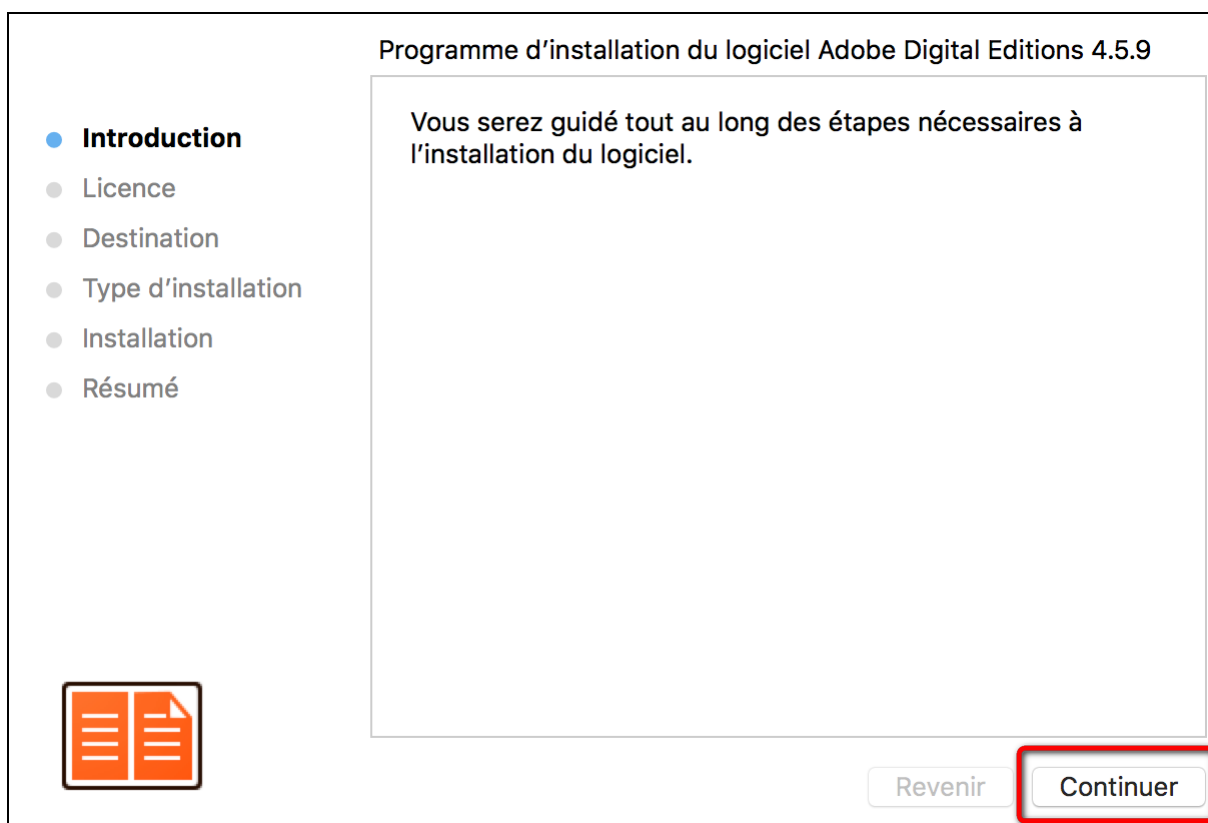 Programme d’installation du logiciel Adobe Digital Editions 4.5.9
Introduction
Licence
Destination
Type d’installation
Installation
Résumé
Vous serez guidé tout au long des étapes nécessaires à
l’installation du logiciel.
Revenir
Continuer